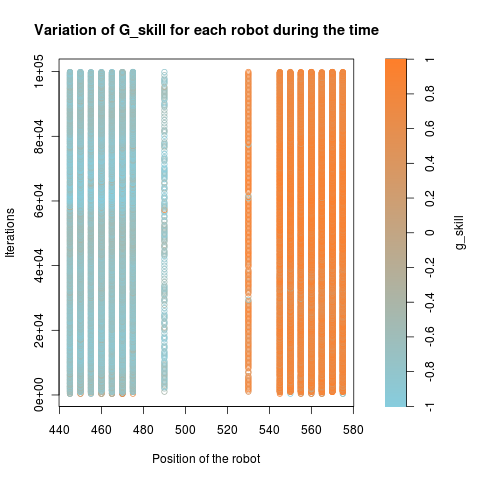 Variation of G_skill for each robot during the time
1e+05
8e+04
6e+04
4e+04
2e+04
0e+00
Iterations
440
460
480
500
520
540
560
580
Position of the robot
1
0.8
0.6
0.4
0.2
0
-0.2
-0.4
-0.6
-0.8
-1
g_skill